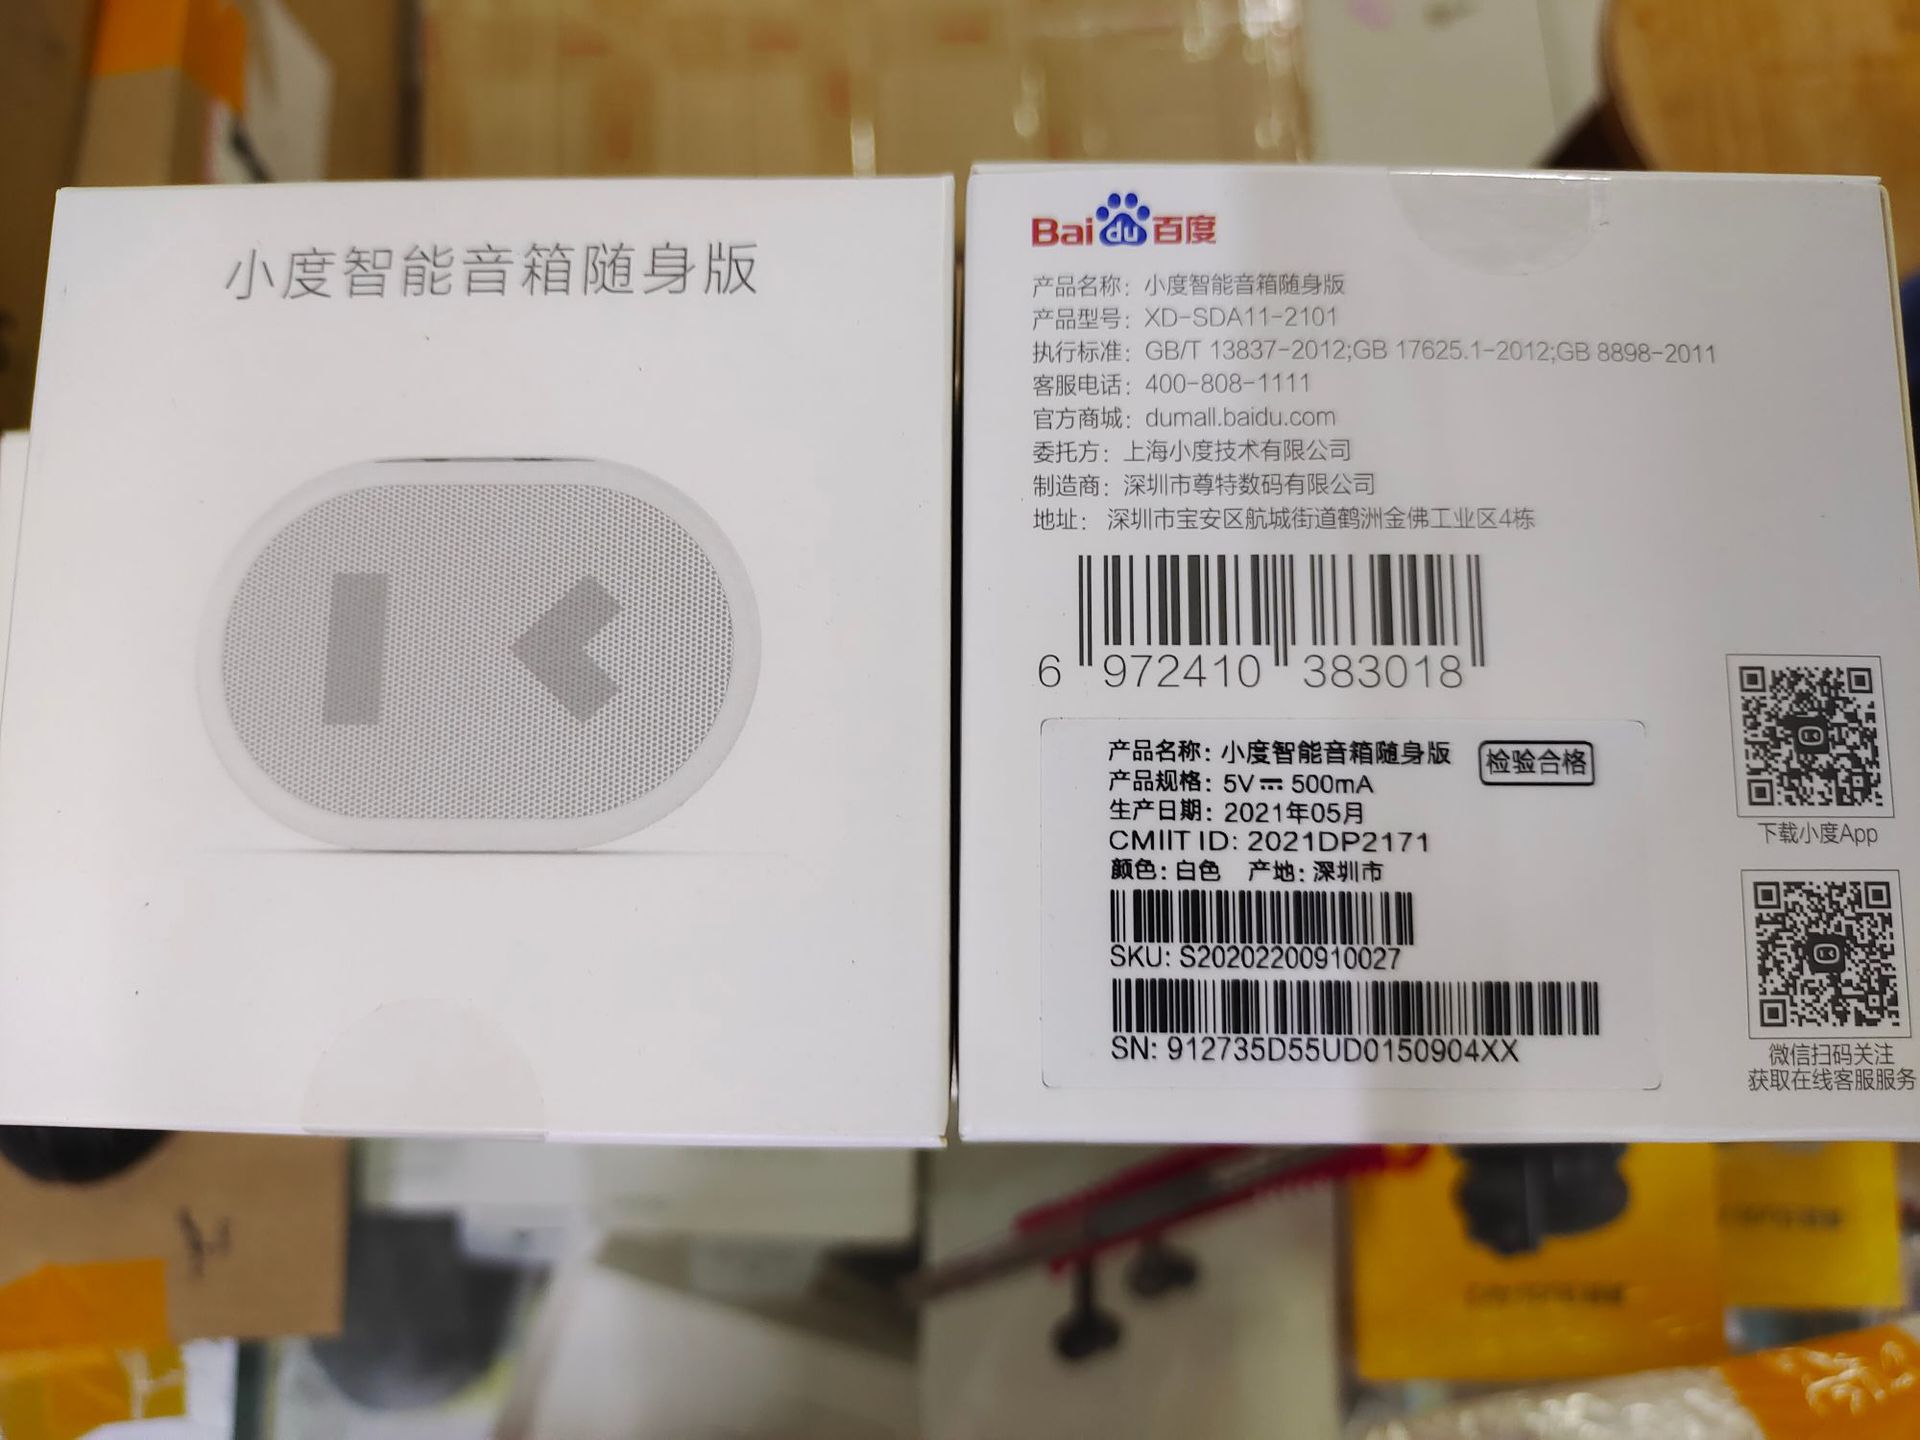 小度智能音箱随身版
Bai du 百度
产品名称：小度智能音箱随身版
产品型号：XD-SDA11-2101
执行标准：GB/T 13837-2012;GB 17625.1-2012;GB 8898-2011
客服电话：400-808-1111
官方商城：dumall.baidu.com
委托方：上海小度技术有限公司
制造商：深圳市尊特数码有限公司
地址：深圳市宝安区航城街道鹤洲金佛工业区4栋
6 972410 383018
产品名称：小度智能音箱随身版
检验合格
产品规格：5V⎓500mA
生产日期：2021年05月
CMIIT ID: 2021DP2171
颜色：白色 产地：深圳市
SKU: S20202200910027
SN: 912735D55UD0150904XX
下载小度App
微信扫码关注
获取在线客服服务